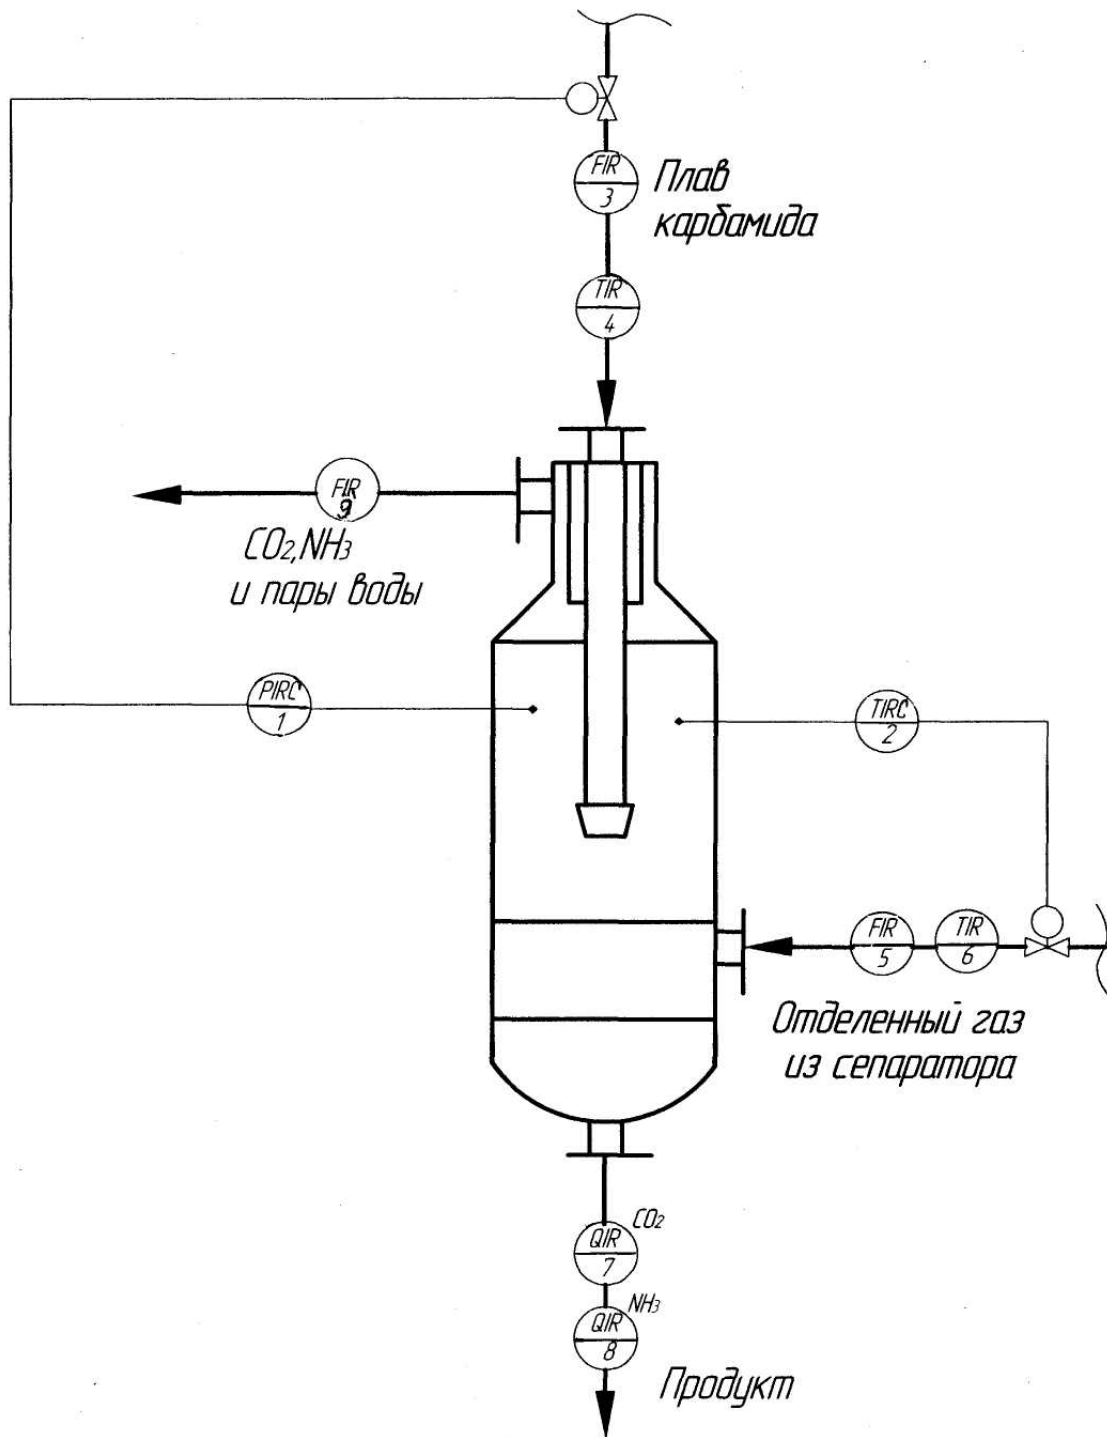 FIR
3
Плав
карбамида
TIR
4
FIR
9
CO₂,NH₃
и пары воды
PIRC
1
TIRC
2
FIR
5
TIR
6
Отделенный газ
из сепаратора
CO₂
QIR
7
NH₃
QIR
8
Продукт